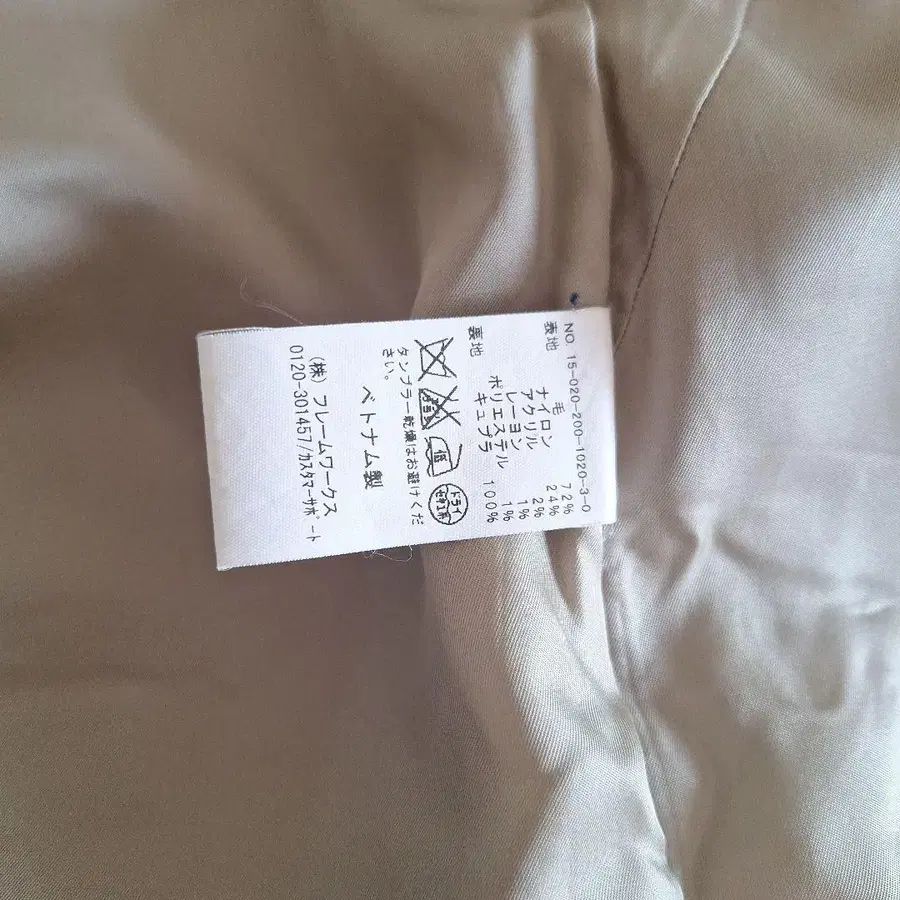 NO. 15-020-200-1020-3-0
表地 毛 72%
ナイロン 24%
アクリル 2%
レーヨン 1%
ポリエステル 1%
裏地 キュプラ 100%
低 ドライ
タンブラー乾燥はお避けくだ
さい。
ベトナム製
(株) フレームワークス
0120-301457/ｶｽﾀﾏｰｻﾎﾟｰﾄ